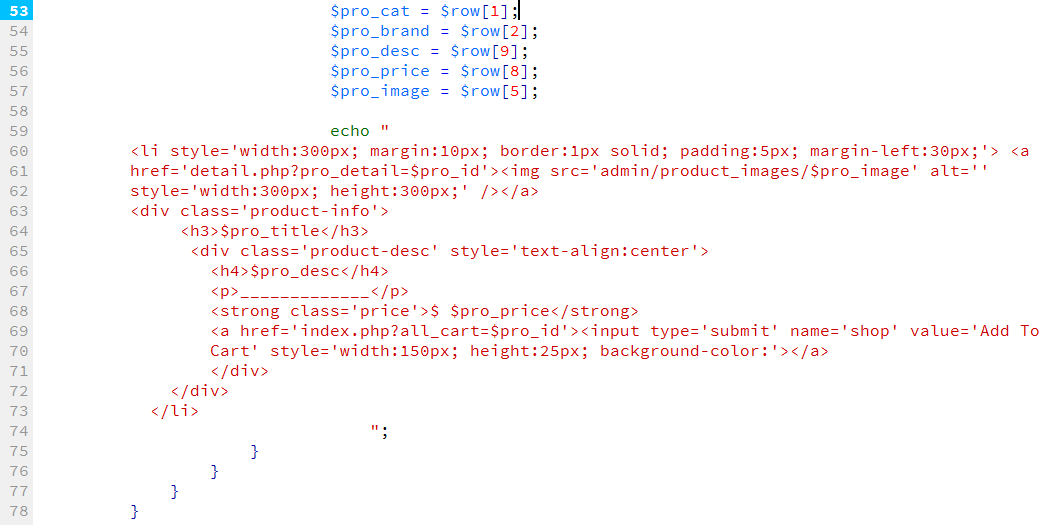 53 $pro_cat = $row[1];
54 $pro_brand = $row[2];
55 $pro_desc = $row[9];
56 $pro_price = $row[8];
57 $pro_image = $row[5];
58
59 echo "
60 <li style='width:300px; margin:10px; border:1px solid; padding:5px; margin-left:30px;'> <a
61 href='detail.php?pro_detail=$pro_id'><img src='admin/product_images/$pro_image' alt=''
62 style='width:300px; height:300px;' /></a>
63 <div class='product-info'>
64 <h3>$pro_title</h3>
65 <div class='product-desc' style='text-align:center'>
66 <h4>$pro_desc</h4>
67 <p>_____________</p>
68 <strong class='price'>$ $pro_price</strong>
69 <a href='index.php?all_cart=$pro_id'><input type='submit' name='shop' value='Add To
70 Cart' style='width:150px; height:25px; background-color:'></a>
71 </div>
72 </div>
73 </li>
74 ";
75 }
76 }
77 }
78 }